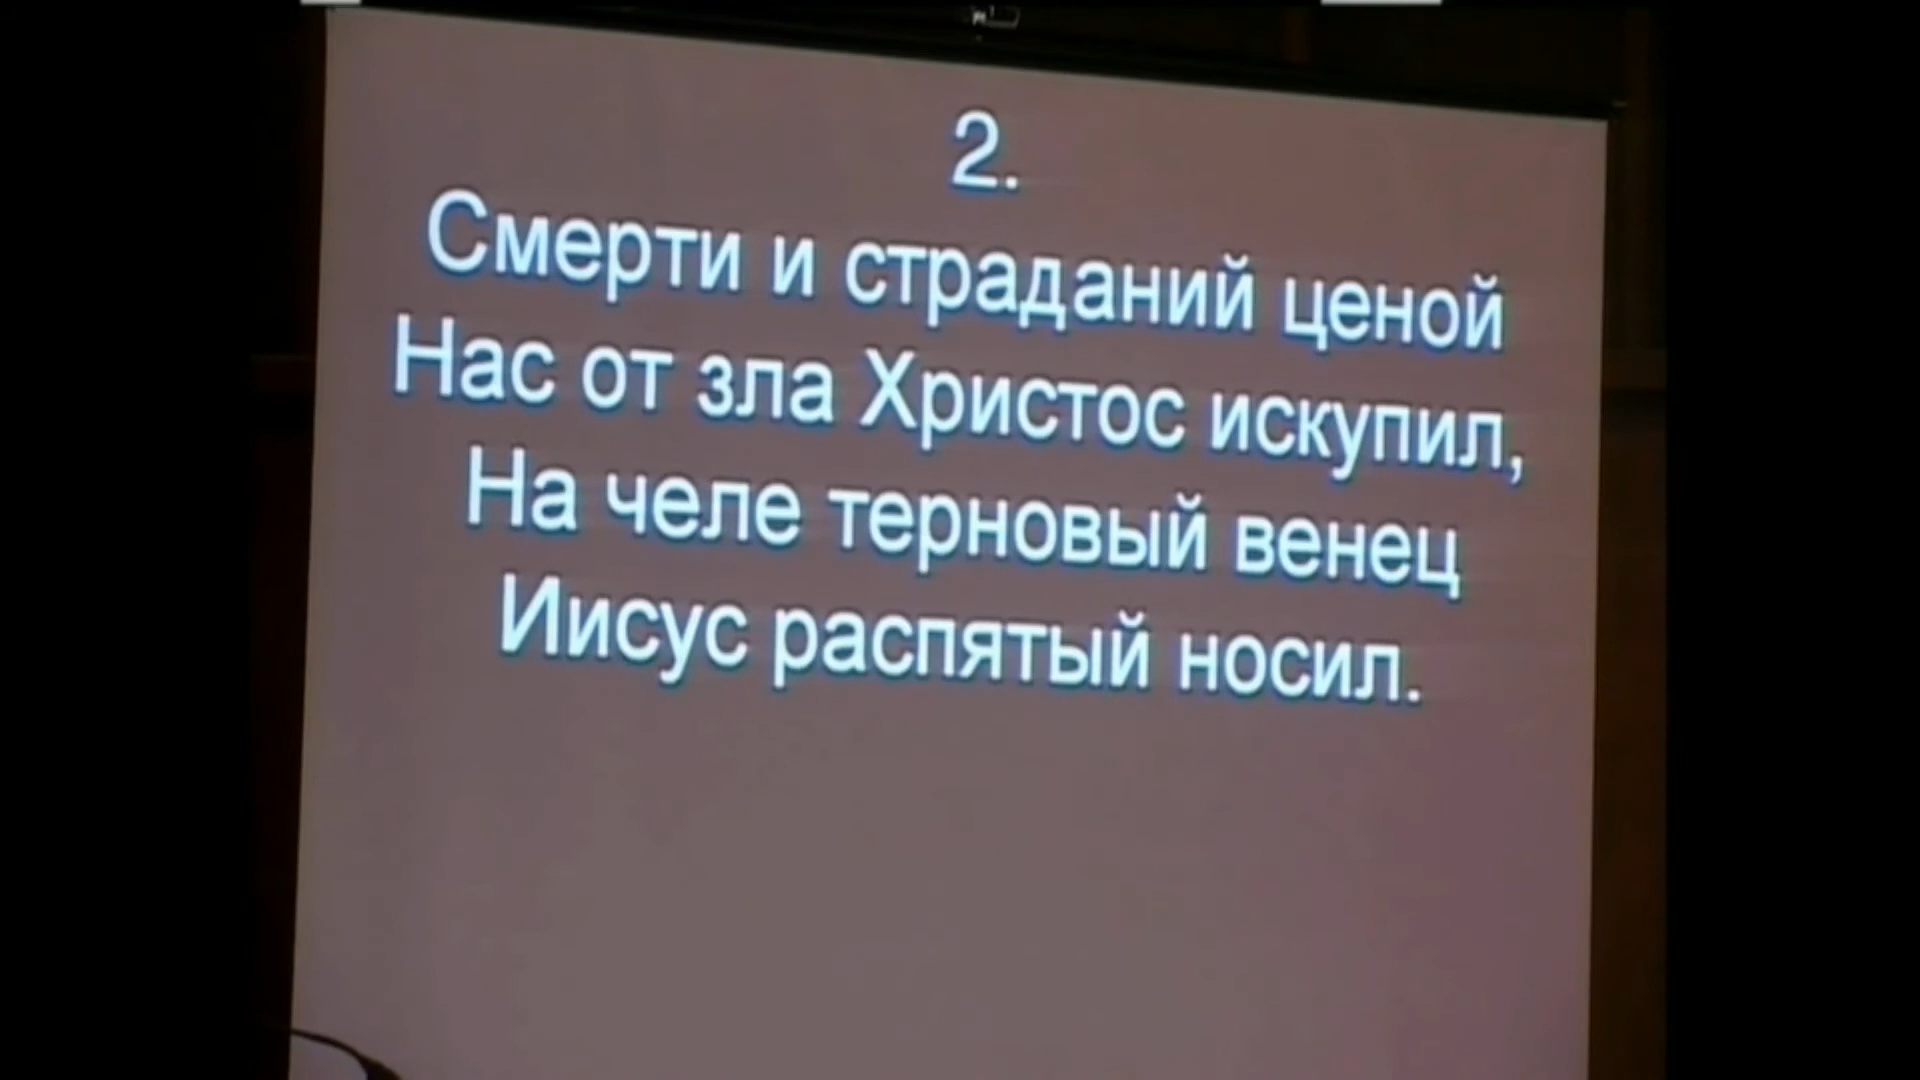 2.
Смерти и страданий ценой
Нас от зла Христос искупил,
На челе терновый венец
Иисус распятый носил.